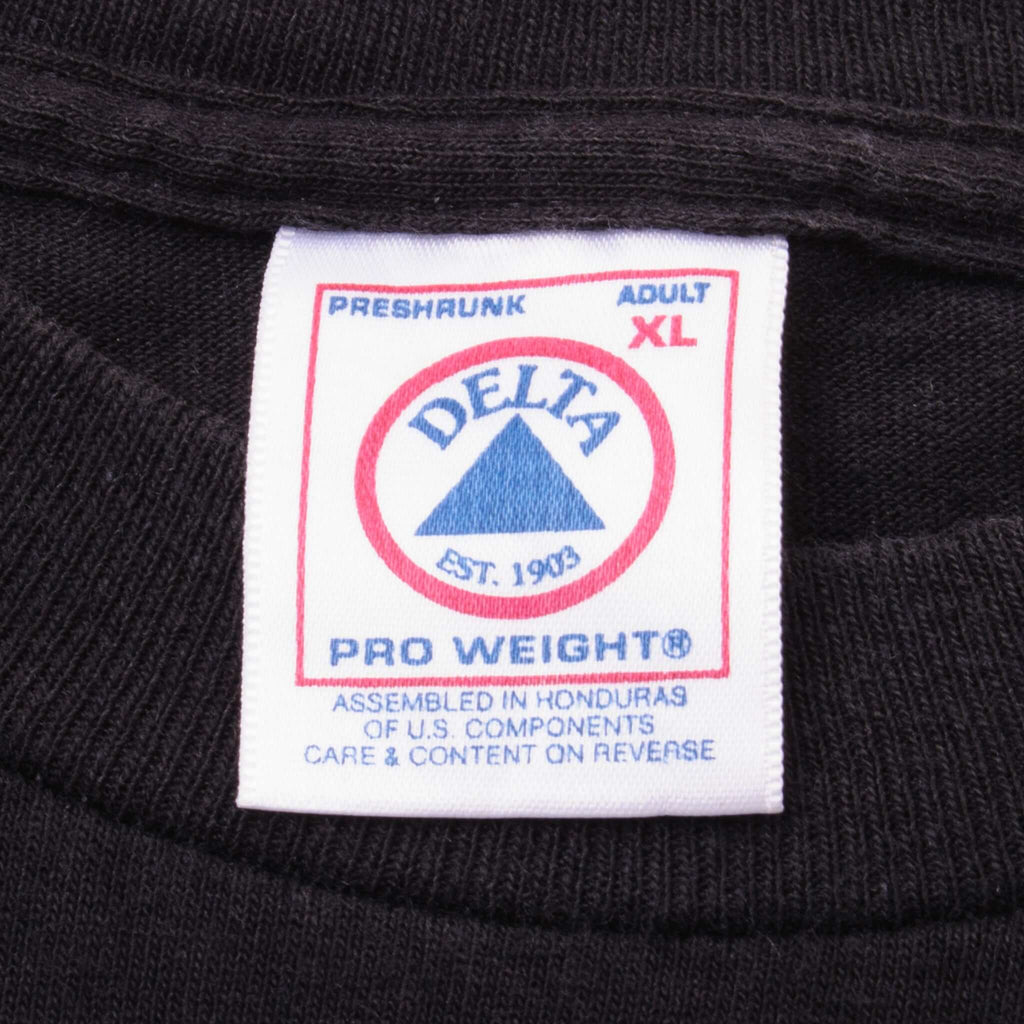 PRESHRUNK ADULT
XL
DELTA
EST. 1903
PRO WEIGHT®
ASSEMBLED IN HONDURAS
OF U.S. COMPONENTS
CARE & CONTENT ON REVERSE